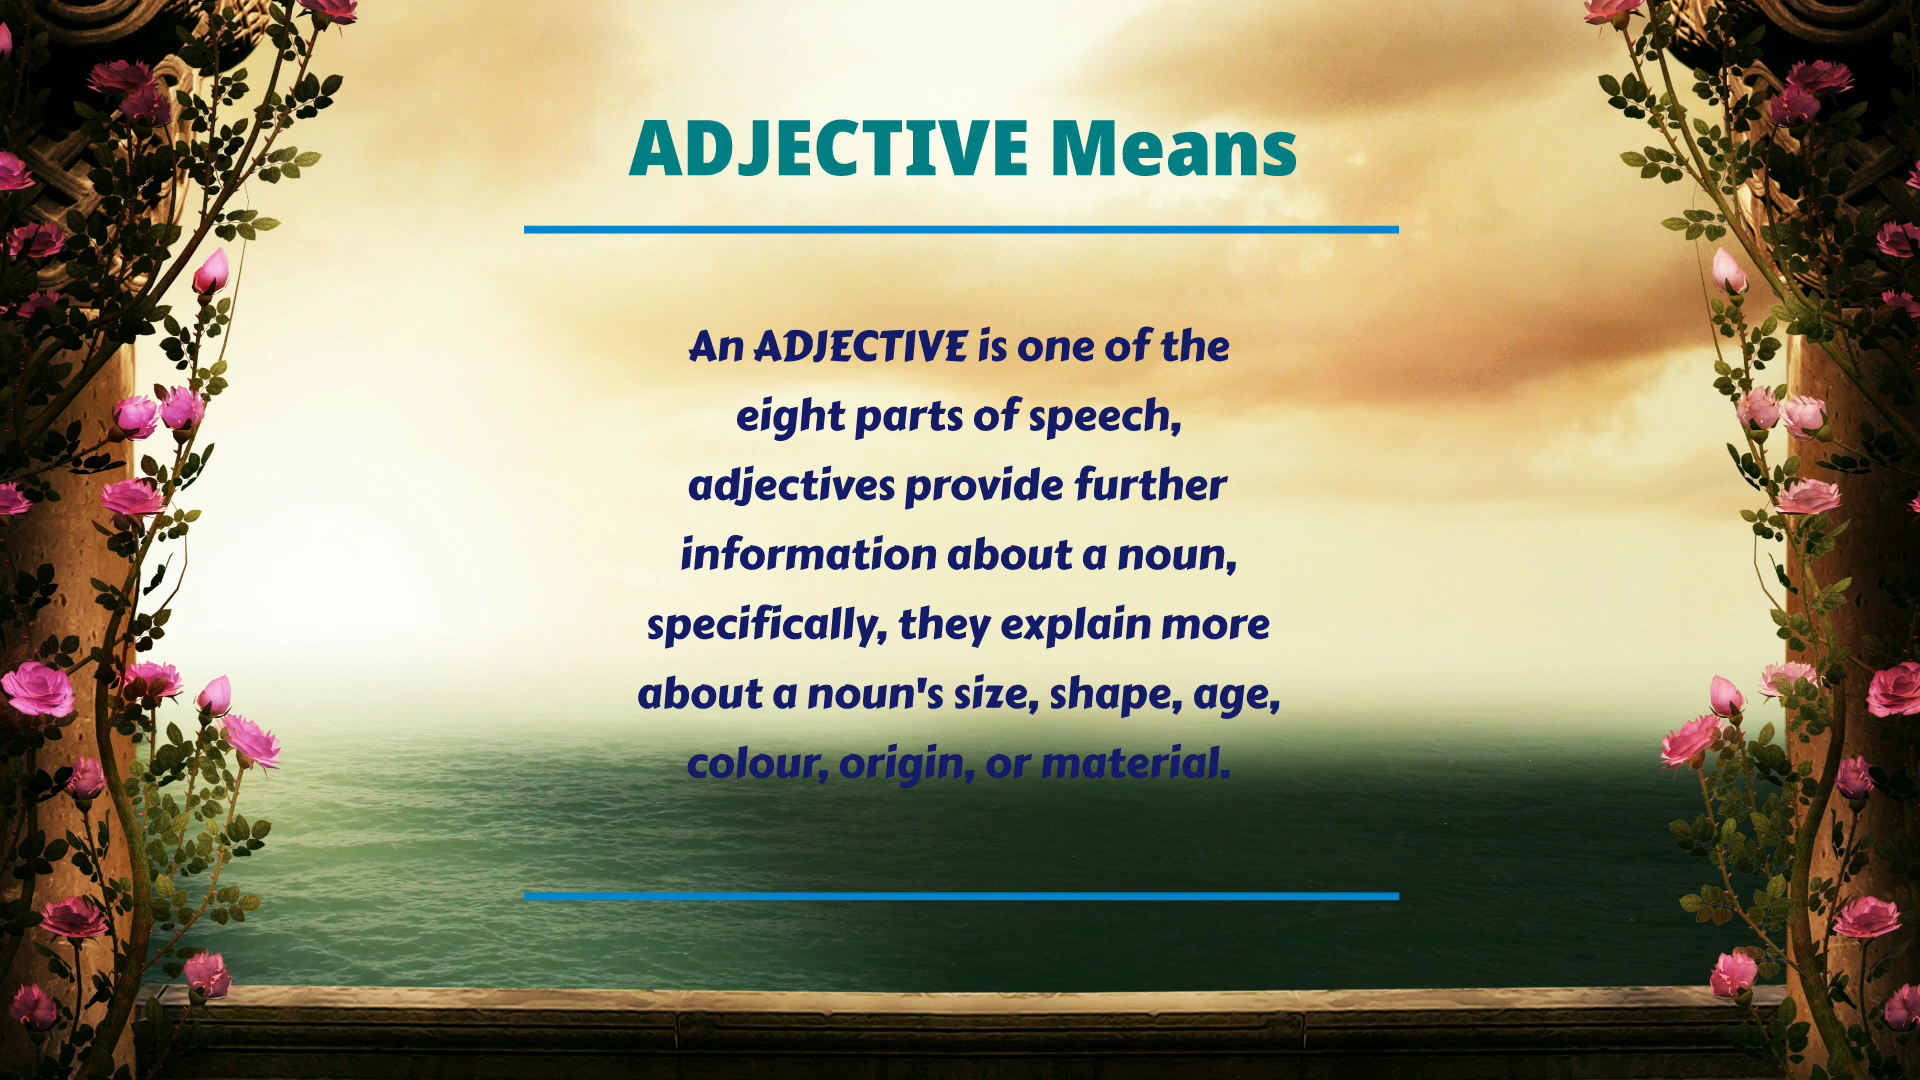 ADJECTIVE Means
An ADJECTIVE is one of the
eight parts of speech,
adjectives provide further
information about a noun,
specifically, they explain more
about a noun's size, shape, age,
colour, origin, or material.